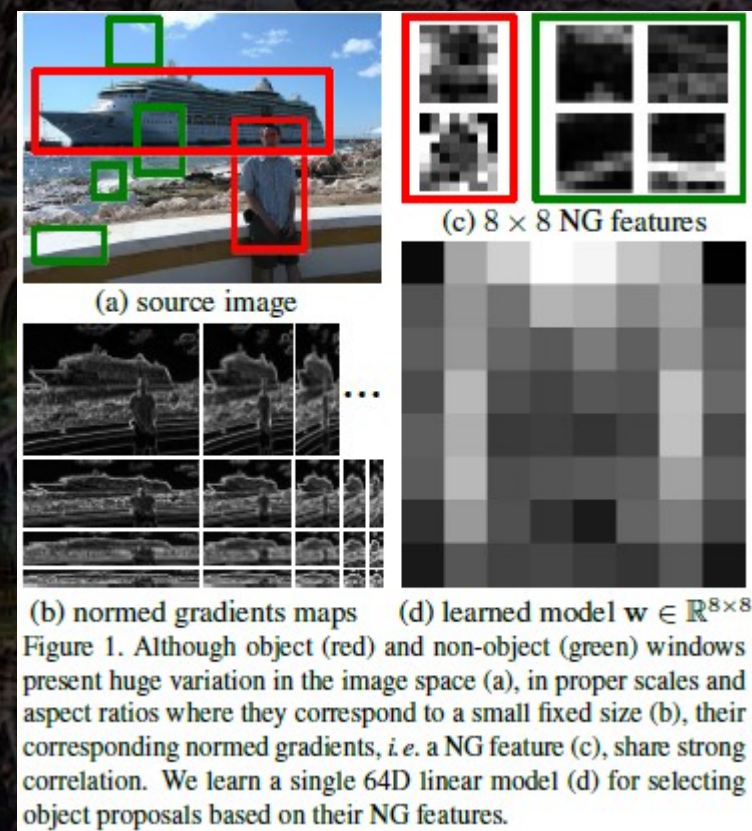 (c) 8 × 8 NG features
(a) source image
(b) normed gradients maps (d) learned model w ∈ ℝ^{8×8}
Figure 1. Although object (red) and non-object (green) windows
present huge variation in the image space (a), in proper scales and
aspect ratios where they correspond to a small fixed size (b), their
corresponding normed gradients, i.e. a NG feature (c), share strong
correlation. We learn a single 64D linear model (d) for selecting
object proposals based on their NG features.